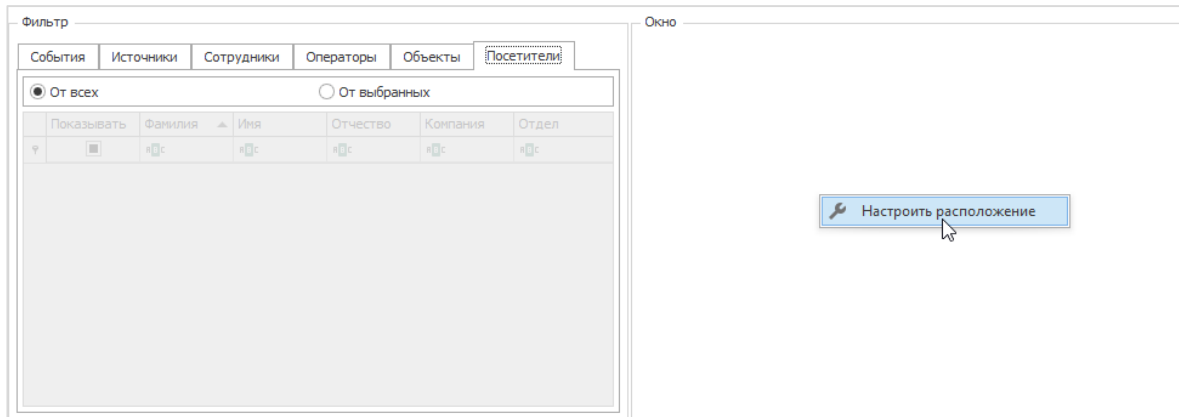 Фильтр
События Источники Сотрудники Операторы Объекты Посетители
От всех От выбранных
Показывать Фамилия Имя Отчество Компания Отдел
Окно
Настроить расположение